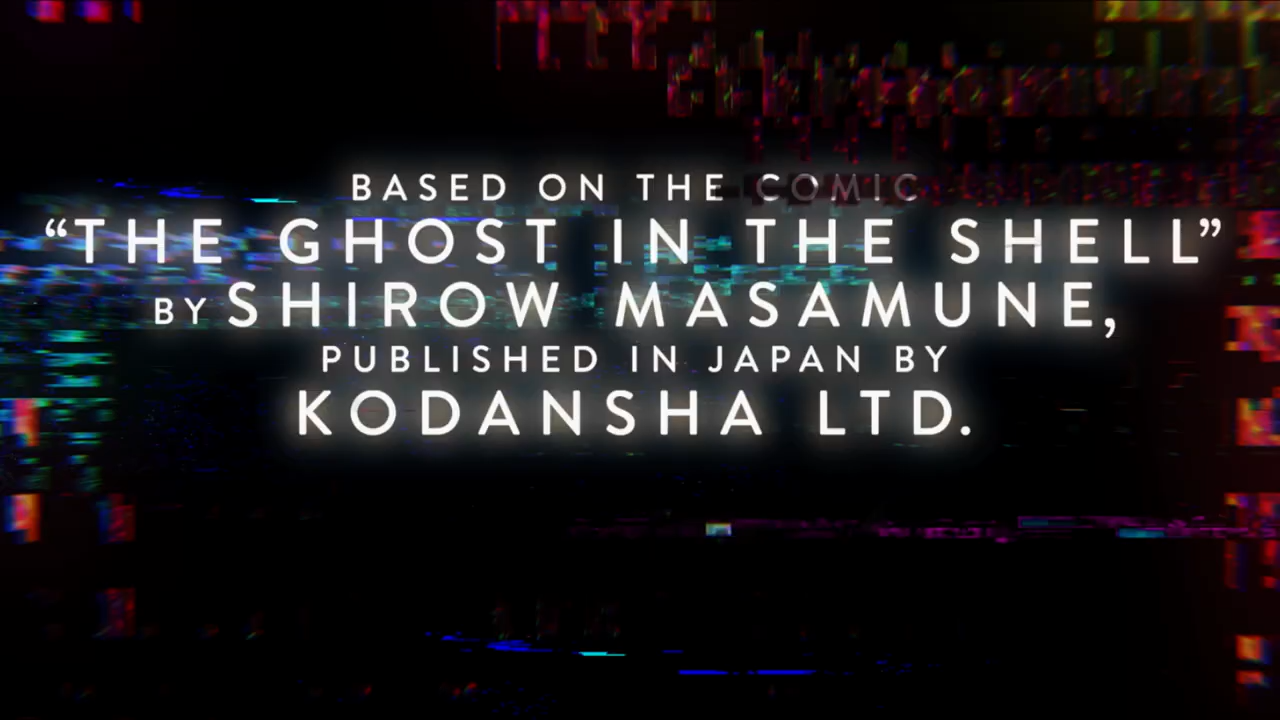 BASED ON THE COMIC
“THE GHOST IN THE SHELL”
BY SHIROW MASAMUNE,
PUBLISHED IN JAPAN BY
KODANSHA LTD.